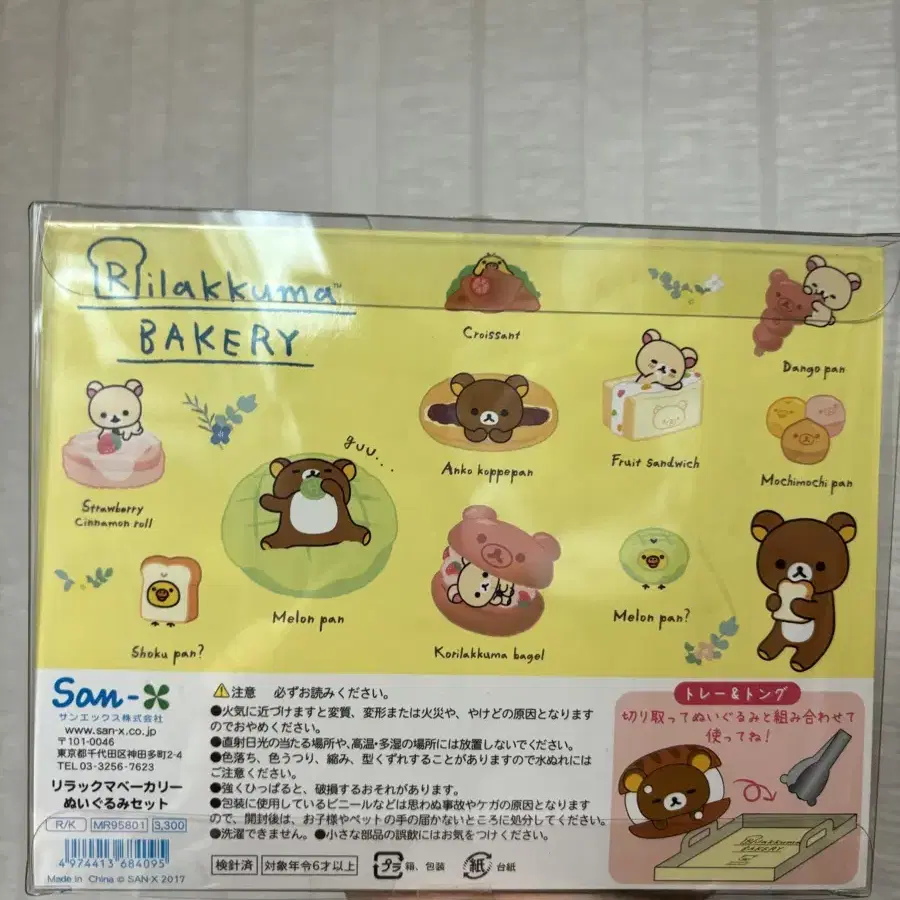 Rilakkuma™
BAKERY
Croissant
Dango pan
Strawberry
Cinnamon roll
guu...
Anko koppepan
Fruit sandwich
Mochimochi pan
Shoku pan?
Melon pan
Korilakkuma bagel
Melon pan?
San-X
サンエックス株式会社
www.san-x.co.jp
〒101-0046
東京都千代田区神田多町2-4
TEL 03-3256-7623
リラックマベーカリー
ぬいぐるみセット
R/K MR95801 3,300
4974413684095
Made in China © SAN-X 2017
⚠注意 必ずお読みください。
●火気に近づけますと変質、変形または火災や、やけどの原因となります
のでおやめください。
●直射日光の当たる場所や、高温・多湿の場所には放置しないでください。
●色落ち、色うつり、縮み、型くずれすることがありますので水ぬれには
ご注意ください。
●強くひっぱると、破損するおそれがあります。
●包装に使用しているビニールなどは思わぬ事故やケガの原因となります
ので、開封後は、お子様やペットの手の届かないところに処分してください。
●洗濯できません。 ●小さな部品の誤飲にはお気をつけください。
検針済 対象年令6才以上 プラ 箱、包装 紙 台紙
トレー&トング
切り取ってぬいぐるみと組み合わせて
使ってね!
Rilakkuma
BAKERY